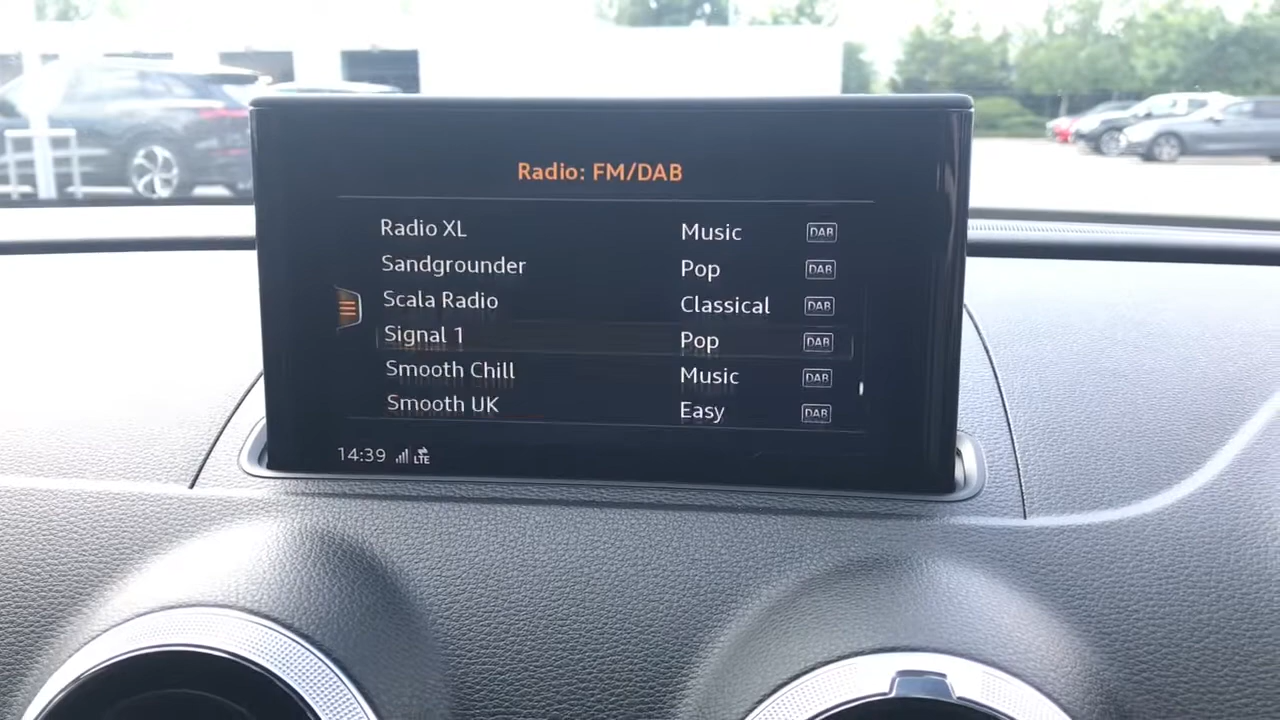 Radio: FM/DAB
Radio XL Music DAB
Sandgrounder Pop DAB
Scala Radio Classical DAB
Signal 1 Pop DAB
Smooth Chill Music DAB
Smooth UK Easy DAB
14:39 LTE